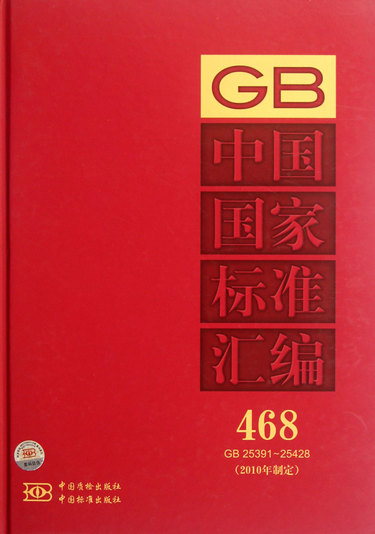 GB
中国
国家
标准
汇编
468
GB 25391~25428
（2010年制定）
中国质检出版社
中国标准出版社